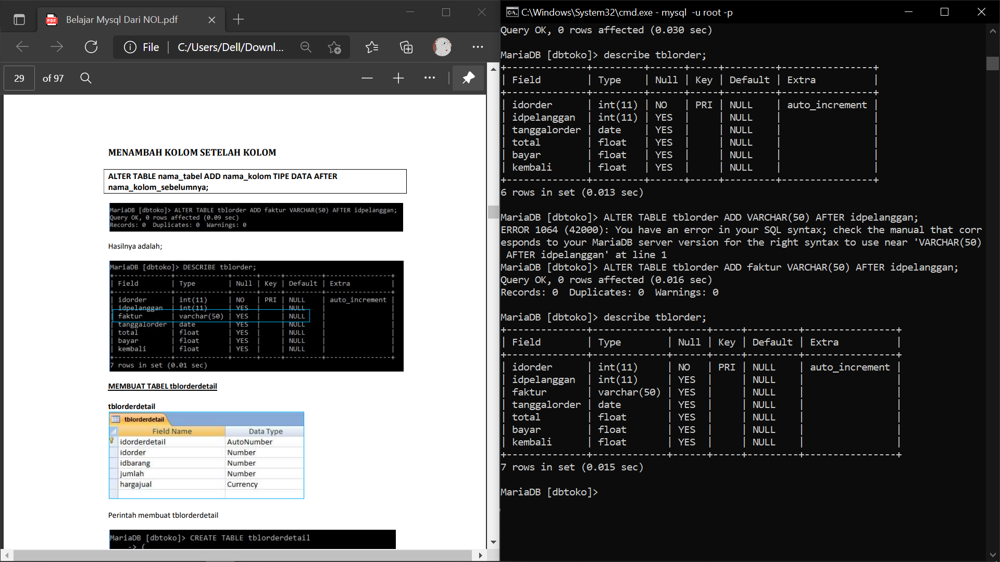 Belajar Mysql Dari NOL.pdf
File
C:/Users/Dell/Downl...
29
of 97
MENAMBAH KOLOM SETELAH KOLOM
ALTER TABLE nama_tabel ADD nama_kolom TIPE DATA AFTER
nama_kolom_sebelumnya;
MariaDB [dbtoko]> ALTER TABLE tblorder ADD faktur VARCHAR(50) AFTER idpelanggan;
Query OK, 0 rows affected (0.09 sec)
Records: 0  Duplicates: 0  Warnings: 0
Hasilnya adalah;
MariaDB [dbtoko]> DESCRIBE tblorder;
+--------------+-------------+------+-----+---------+----------------+
| Field        | Type        | Null | Key | Default | Extra          |
+--------------+-------------+------+-----+---------+----------------+
| idorder      | int(11)     | NO   | PRI | NULL    | auto_increment |
| idpelanggan  | int(11)     | YES  |     | NULL    |                |
| faktur       | varchar(50) | YES  |     | NULL    |                |
| tanggalorder | date        | YES  |     | NULL    |                |
| total        | float       | YES  |     | NULL    |                |
| bayar        | float       | YES  |     | NULL    |                |
| kembali      | float       | YES  |     | NULL    |                |
+--------------+-------------+------+-----+---------+----------------+
7 rows in set (0.01 sec)
MEMBUAT TABEL tblorderdetail
tblorderdetail
tblorderdetail
Field Name Data Type
idorderdetail AutoNumber
idorder Number
idbarang Number
jumlah Number
hargajual Currency
Perintah membuat tblorderdetail
MariaDB [dbtoko]> CREATE TABLE tblorderdetail
-> (
C:\Windows\System32\cmd.exe - mysql  -u root -p
Query OK, 0 rows affected (0.030 sec)
MariaDB [dbtoko]> describe tblorder;
+--------------+---------+------+-----+---------+----------------+
| Field        | Type    | Null | Key | Default | Extra          |
+--------------+---------+------+-----+---------+----------------+
| idorder      | int(11) | NO   | PRI | NULL    | auto_increment |
| idpelanggan  | int(11) | YES  |     | NULL    |                |
| tanggalorder | date    | YES  |     | NULL    |                |
| total        | float   | YES  |     | NULL    |                |
| bayar        | float   | YES  |     | NULL    |                |
| kembali      | float   | YES  |     | NULL    |                |
+--------------+---------+------+-----+---------+----------------+
6 rows in set (0.013 sec)
MariaDB [dbtoko]> ALTER TABLE tblorder ADD VARCHAR(50) AFTER idpelanggan;
ERROR 1064 (42000): You have an error in your SQL syntax; check the manual that corr
esponds to your MariaDB server version for the right syntax to use near 'VARCHAR(50)
 AFTER idpelanggan' at line 1
MariaDB [dbtoko]> ALTER TABLE tblorder ADD faktur VARCHAR(50) AFTER idpelanggan;
Query OK, 0 rows affected (0.016 sec)
Records: 0  Duplicates: 0  Warnings: 0
MariaDB [dbtoko]> describe tblorder;
+--------------+-------------+------+-----+---------+----------------+
| Field        | Type        | Null | Key | Default | Extra          |
+--------------+-------------+------+-----+---------+----------------+
| idorder      | int(11)     | NO   | PRI | NULL    | auto_increment |
| idpelanggan  | int(11)     | YES  |     | NULL    |                |
| faktur       | varchar(50) | YES  |     | NULL    |                |
| tanggalorder | date        | YES  |     | NULL    |                |
| total        | float       | YES  |     | NULL    |                |
| bayar        | float       | YES  |     | NULL    |                |
| kembali      | float       | YES  |     | NULL    |                |
+--------------+-------------+------+-----+---------+----------------+
7 rows in set (0.015 sec)
MariaDB [dbtoko]>